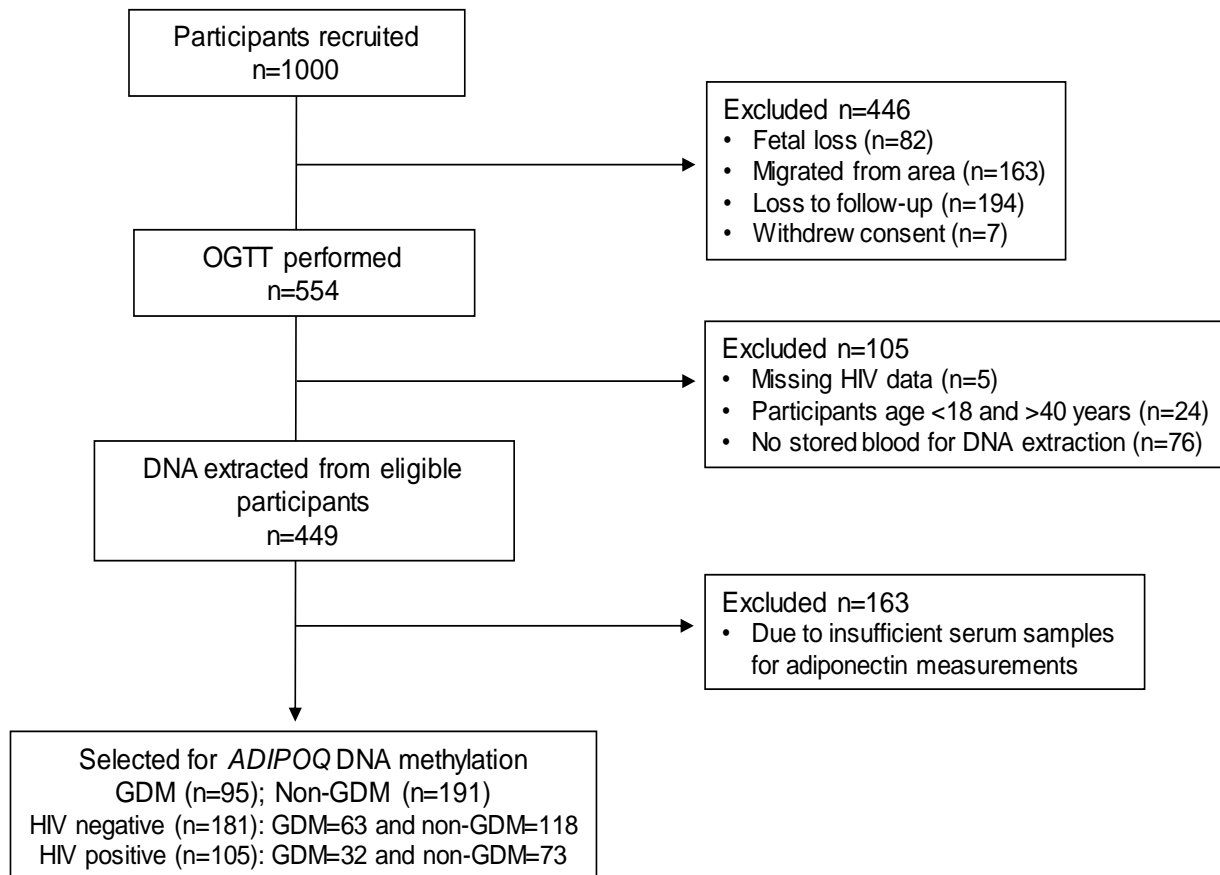 Participants recruited
n=1000
Excluded n=446
• Fetal loss (n=82)
• Migrated from area (n=163)
• Loss to follow-up (n=194)
• Withdrew consent (n=7)
OGTT performed
n=554
Excluded n=105
• Missing HIV data (n=5)
• Participants age <18 and >40 years (n=24)
• No stored blood for DNA extraction (n=76)
DNA extracted from eligible
participants
n=449
Excluded n=163
• Due to insufficient serum samples
for adiponectin measurements
Selected for ADIPOQ DNA methylation
GDM (n=95); Non-GDM (n=191)
HIV negative (n=181): GDM=63 and non-GDM=118
HIV positive (n=105): GDM=32 and non-GDM=73